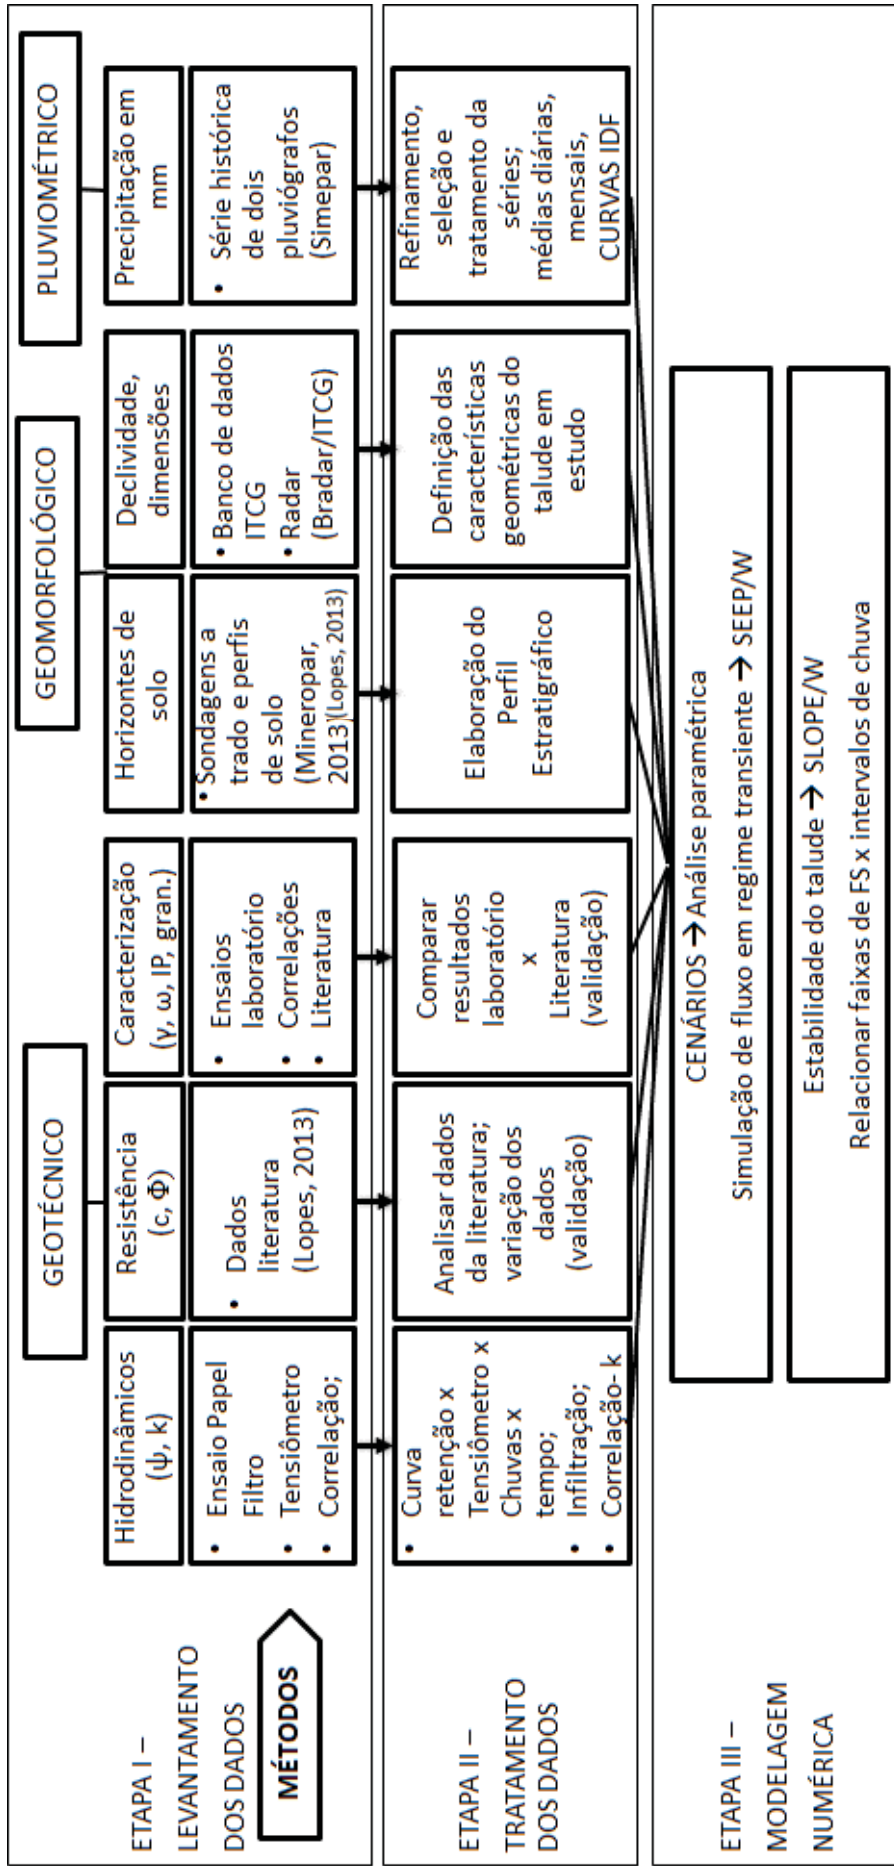 ETAPA I –
LEVANTAMENTO
DOS DADOS
MÉTODOS
GEOTÉCNICO
GEOMORFOLÓGICO
PLUVIOMÉTRICO
Hidrodinâmicos
(ψ, k)
Resistência
(c, Φ)
Caracterização
(γ, ω, IP, gran.)
Horizontes de
solo
Declividade,
dimensões
Precipitação em
mm
• Ensaio Papel
Filtro
• Tensiômetro
• Correlação;
• Dados
literatura
(Lopes, 2013)
• Ensaios
laboratório
• Correlações
• Literatura
• Sondagens a
trado e perfis
de solo
(Mineropar,
2013)(Lopes, 2013)
• Banco de dados
ITCG
• Radar
(Bradar/ITCG)
• Série histórica
de dois
pluviógrafos
(Simepar)
ETAPA II –
TRATAMENTO
DOS DADOS
• Curva
retenção x
Tensiômetro x
Chuvas x
tempo;
• Infiltração;
• Correlação- k
Analisar dados
da literatura;
variação dos
dados
(validação)
Comparar
resultados
laboratório
x
Literatura
(validação)
Elaboração do
Perfil
Estratigráfico
Definição das
características
geométricas do
talude em
estudo
Refinamento,
seleção e
tratamento da
séries;
médias diárias,
mensais,
CURVAS IDF
ETAPA III –
MODELAGEM
NUMÉRICA
CENÁRIOS → Análise paramétrica
Simulação de fluxo em regime transiente → SEEP/W
Estabilidade do talude → SLOPE/W
Relacionar faixas de FS x intervalos de chuva